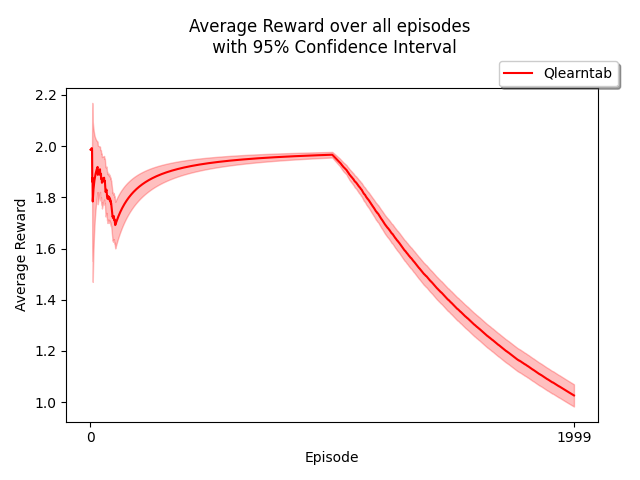 Average Reward over all episodes
with 95% Confidence Interval
Qlearntab
2.2
2.0
1.8
1.6
1.4
1.2
1.0
Average Reward
0
1999
Episode